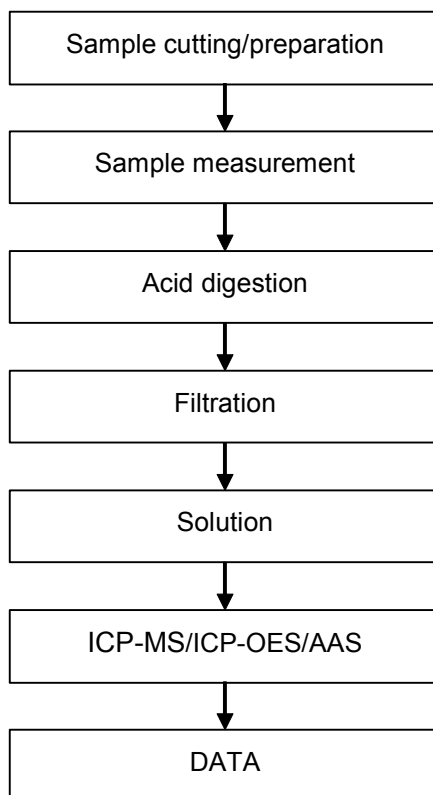 Sample cutting/preparation
Sample measurement
Acid digestion
Filtration
Solution
ICP-MS/ICP-OES/AAS
DATA